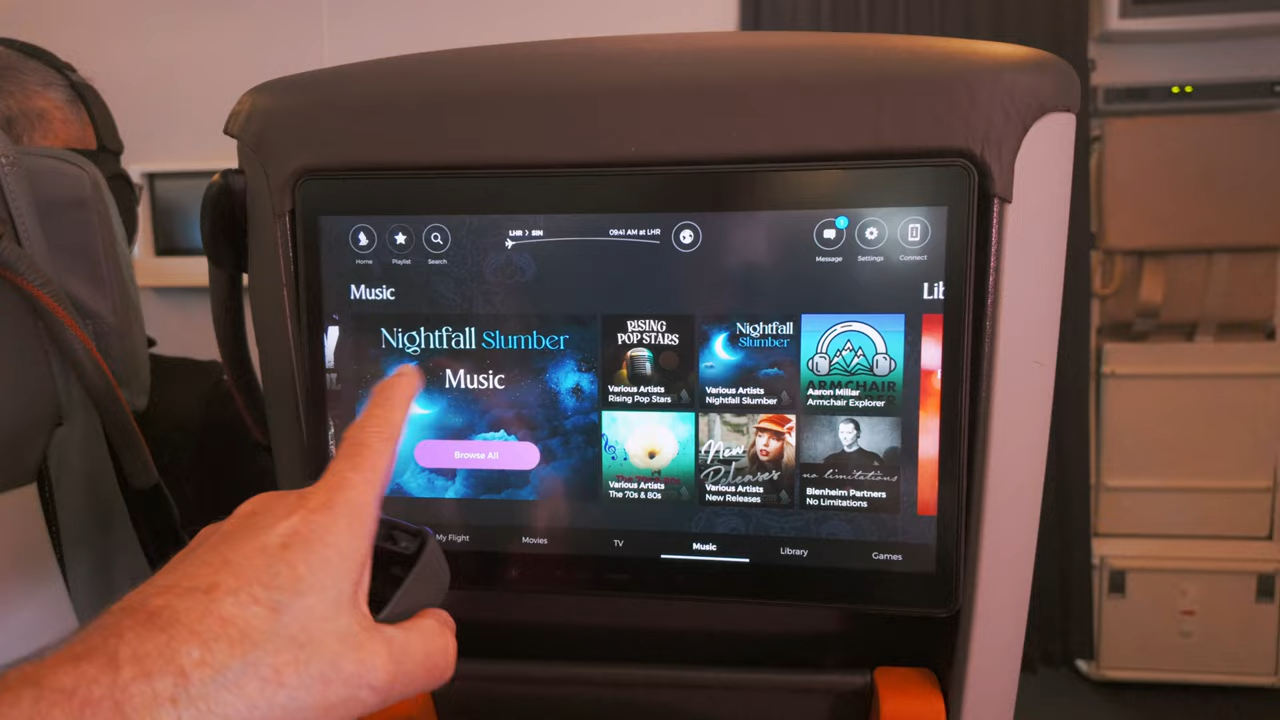 LHR > SIN
09:41 AM at LHR
1
Home
Playlist
Search
Message
Settings
Connect
Music
Lib
Nightfall Slumber
Music
Browse All
RISING
POP STARS
Various Artists
Rising Pop Stars
Nightfall
Slumber
Various Artists
Nightfall Slumber
ARMCHAIR
Aaron Millar
Armchair Explorer
Various Artists
The 70s & 80s
New
Releases
Various Artists
New Releases
no limitations
Blenheim Partners
No Limitations
My Flight
Movies
TV
Music
Library
Games